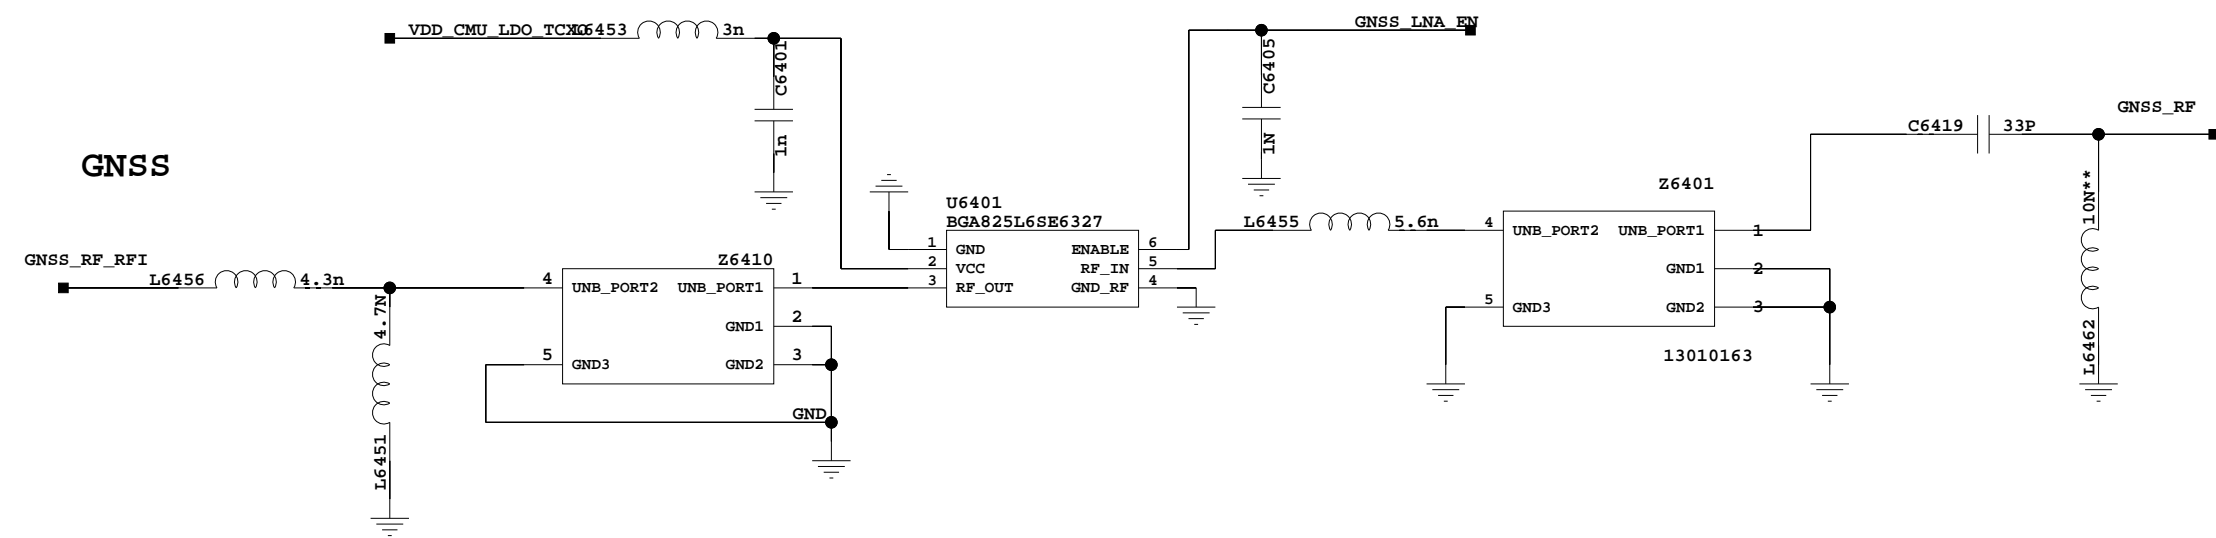 GNSS
VDD_CMU_LDO_TCXO
L6453
3n
C6401
1n
GNSS_LNA_EN
C6405
1N
GNSS_RF
C6419
33P
10N**
L6462
GNSS_RF_RFI
L6456
4.3n
4.7N
L6451
Z6410
4 UNB_PORT2 UNB_PORT1 1
GND1 2
5 GND3 GND2 3
GND
U6401
BGA825L6SE6327
1 GND ENABLE 6
2 VCC RF_IN 5
3 RF_OUT GND_RF 4
L6455
5.6n
Z6401
4 UNB_PORT2 UNB_PORT1 1
GND1 2
5 GND3 GND2 3
13010163